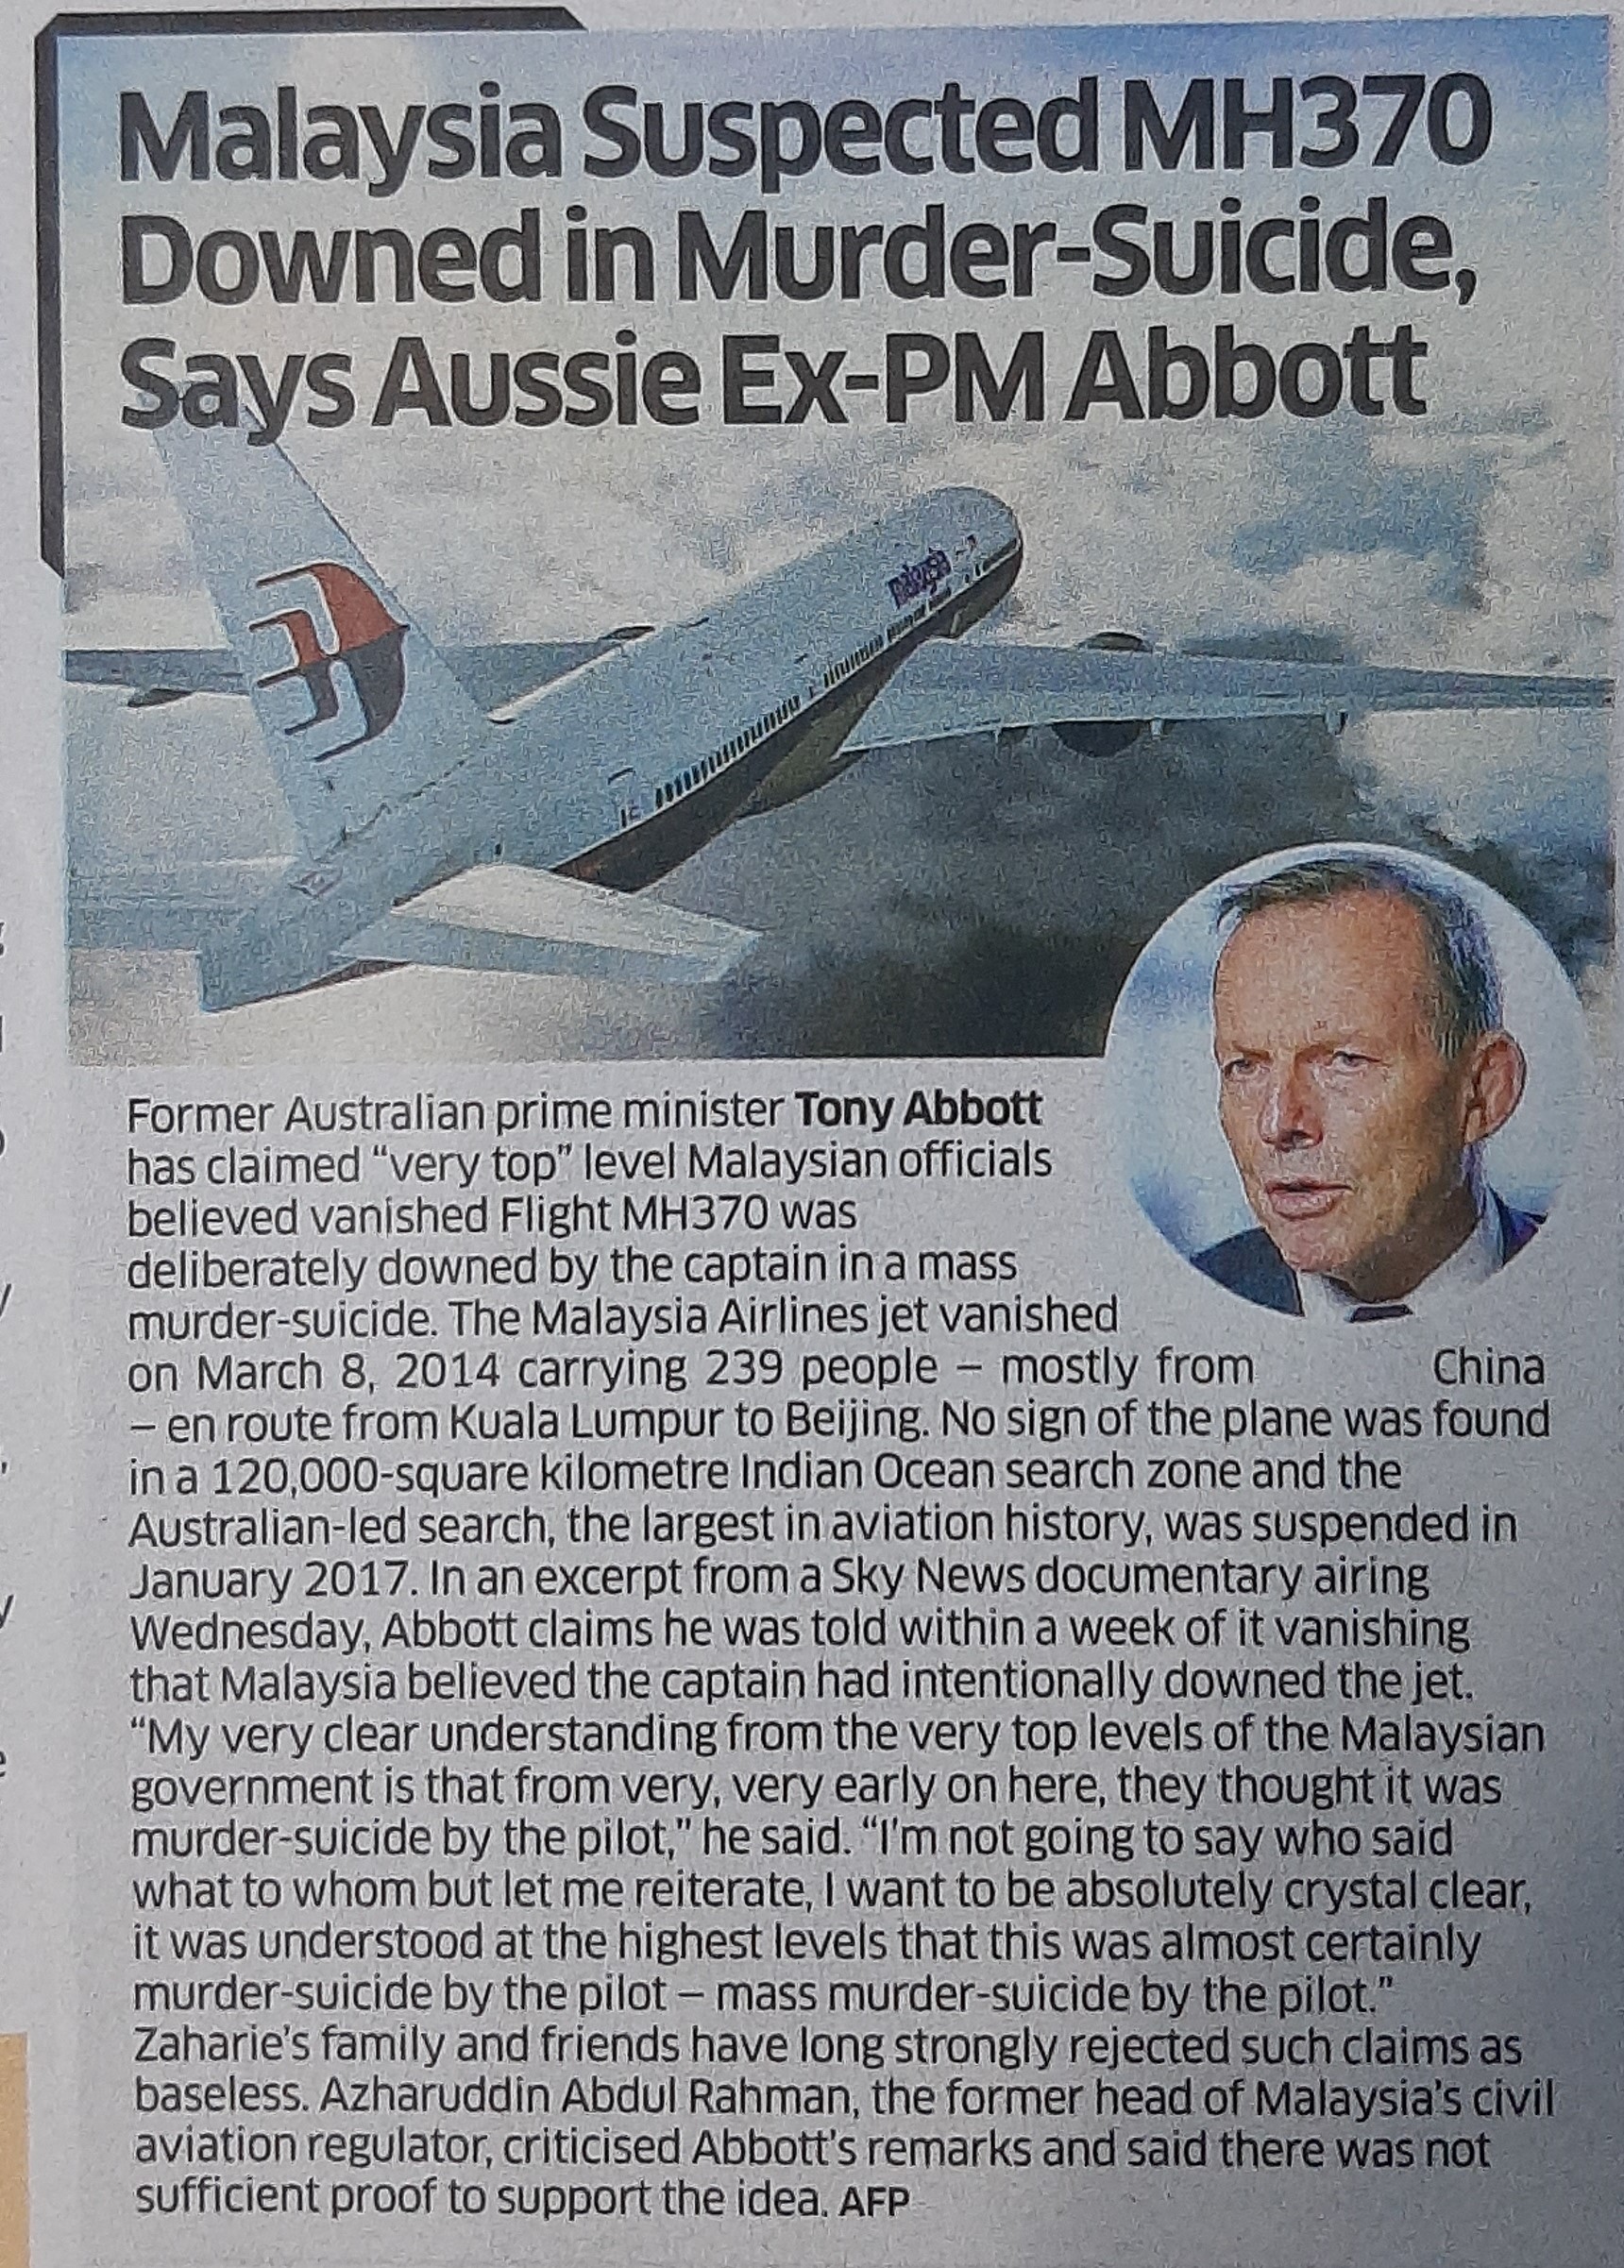 Malaysia Suspected MH370
Downed in Murder-Suicide,
Says Aussie Ex-PM Abbott
malaysia
Former Australian prime minister Tony Abbott
has claimed “very top” level Malaysian officials
believed vanished Flight MH370 was
deliberately downed by the captain in a mass
murder-suicide. The Malaysia Airlines jet vanished
on March 8, 2014 carrying 239 people – mostly from China
– en route from Kuala Lumpur to Beijing. No sign of the plane was found
in a 120,000-square kilometre Indian Ocean search zone and the
Australian-led search, the largest in aviation history, was suspended in
January 2017. In an excerpt from a Sky News documentary airing
Wednesday, Abbott claims he was told within a week of it vanishing
that Malaysia believed the captain had intentionally downed the jet.
“My very clear understanding from the very top levels of the Malaysian
government is that from very, very early on here, they thought it was
murder-suicide by the pilot,” he said. “I'm not going to say who said
what to whom but let me reiterate, I want to be absolutely crystal clear,
it was understood at the highest levels that this was almost certainly
murder-suicide by the pilot – mass murder-suicide by the pilot.”
Zaharie's family and friends have long strongly rejected such claims as
baseless. Azharuddin Abdul Rahman, the former head of Malaysia's civil
aviation regulator, criticised Abbott's remarks and said there was not
sufficient proof to support the idea. AFP